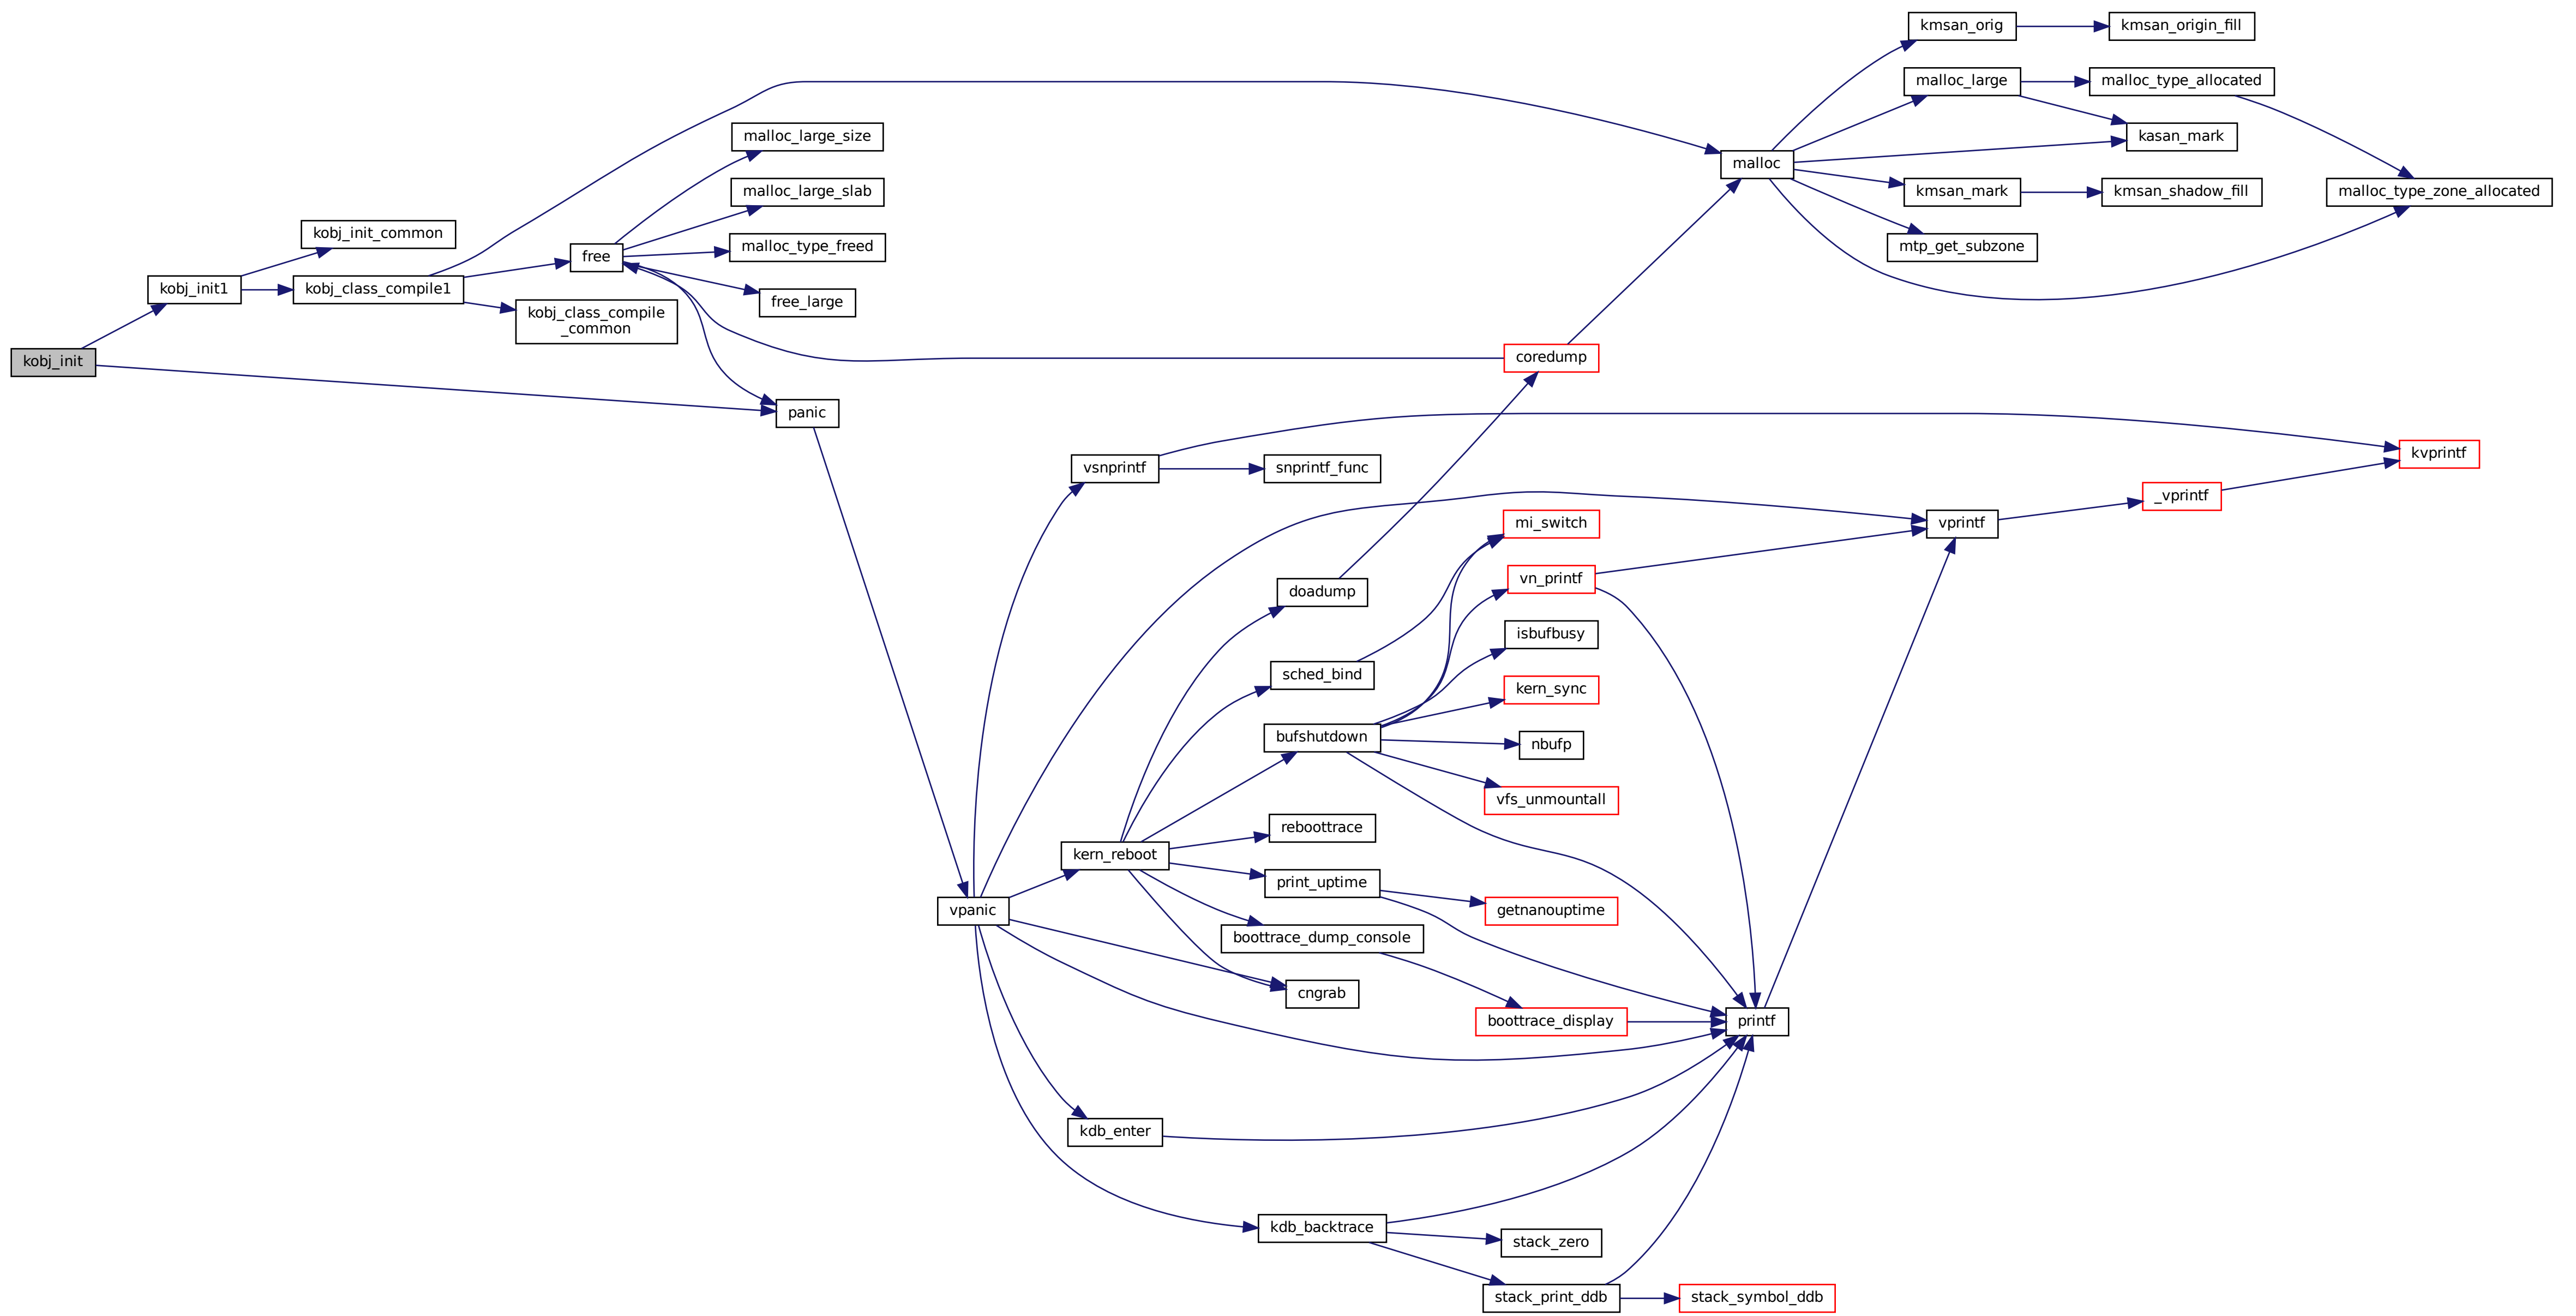 kmsan_orig
kmsan_origin_fill
malloc_large
malloc_type_allocated
malloc_large_size
kasan_mark
malloc
malloc_large_slab
kmsan_mark
kmsan_shadow_fill
malloc_type_zone_allocated
kobj_init_common
malloc_type_freed
mtp_get_subzone
free
kobj_init1
kobj_class_compile1
free_large
kobj_class_compile
_common
kobj_init
coredump
panic
kvprintf
vsnprintf
snprintf_func
_vprintf
mi_switch
vprintf
vn_printf
doadump
isbufbusy
sched_bind
kern_sync
bufshutdown
nbufp
vfs_unmountall
reboottrace
kern_reboot
print_uptime
vpanic
getnanouptime
boottrace_dump_console
cngrab
boottrace_display
printf
kdb_enter
kdb_backtrace
stack_zero
stack_print_ddb
stack_symbol_ddb